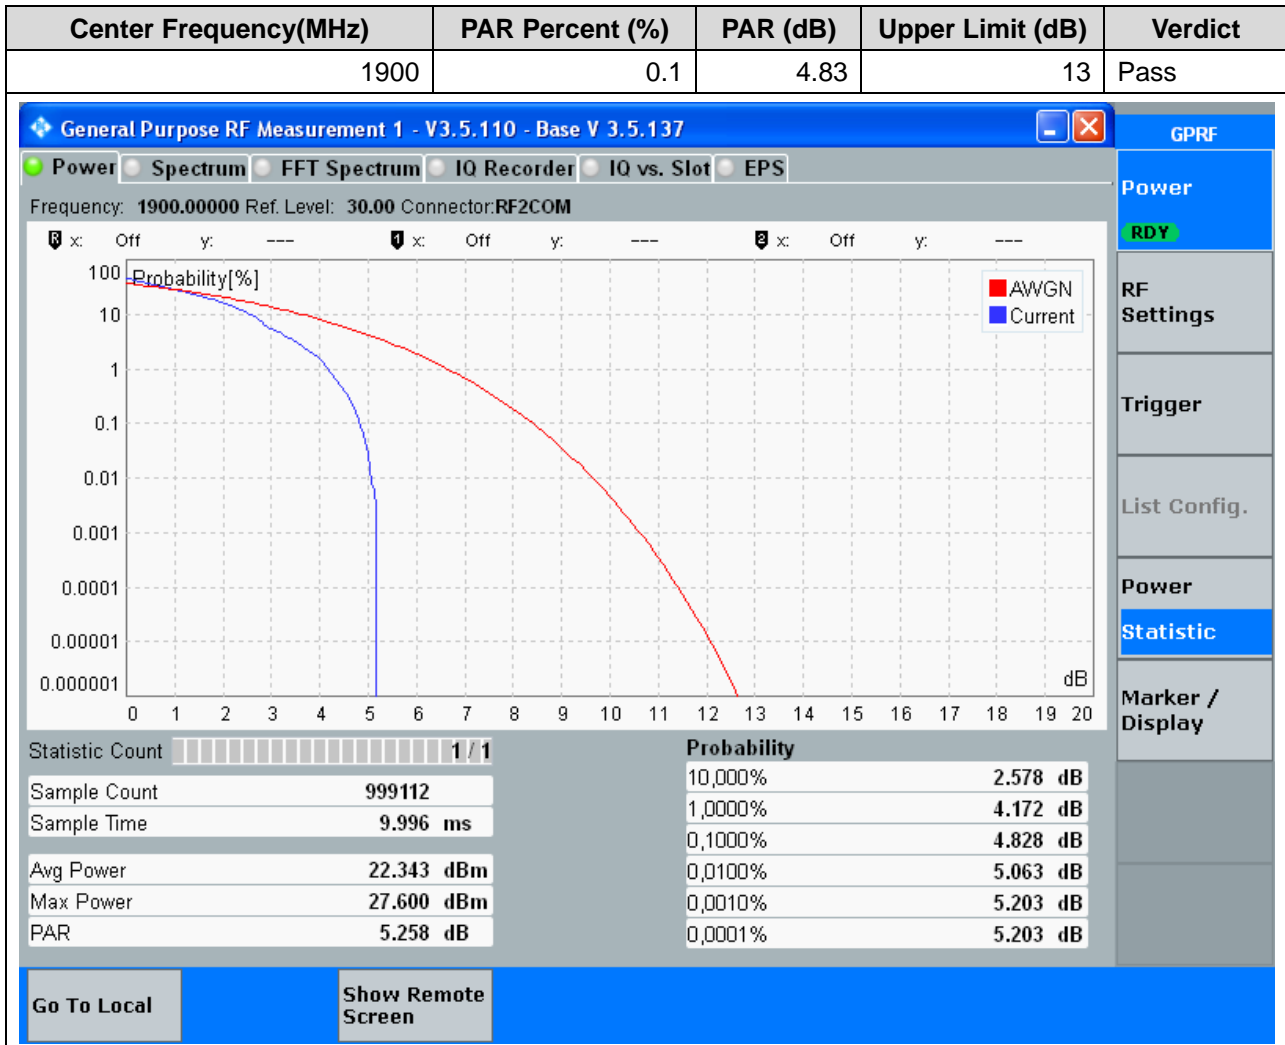 Center Frequency(MHz) PAR Percent (%) PAR (dB) Upper Limit (dB) Verdict
1900 0.1 4.83 13 Pass
General Purpose RF Measurement 1 - V3.5.110 - Base V 3.5.137
GPRF
Power Spectrum FFT Spectrum IQ Recorder IQ vs. Slot EPS
Power
RDY
Frequency: 1900.00000 Ref. Level: 30.00 Connector:RF2COM
R x: Off y: --- 1 x: Off y: --- 2 x: Off y: ---
Probability[%]
AWGN
Current
100
10
1
0.1
0.01
0.001
0.0001
0.00001
0.000001
dB
0 1 2 3 4 5 6 7 8 9 10 11 12 13 14 15 16 17 18 19 20
RF
Settings
Trigger
List Config.
Power
Statistic
Marker /
Display
Statistic Count 1 / 1
Sample Count 999112
Sample Time 9.996 ms
Avg Power 22.343 dBm
Max Power 27.600 dBm
PAR 5.258 dB
Probability
10,000% 2.578 dB
1,0000% 4.172 dB
0,1000% 4.828 dB
0,0100% 5.063 dB
0,0010% 5.203 dB
0,0001% 5.203 dB
Go To Local
Show Remote
Screen